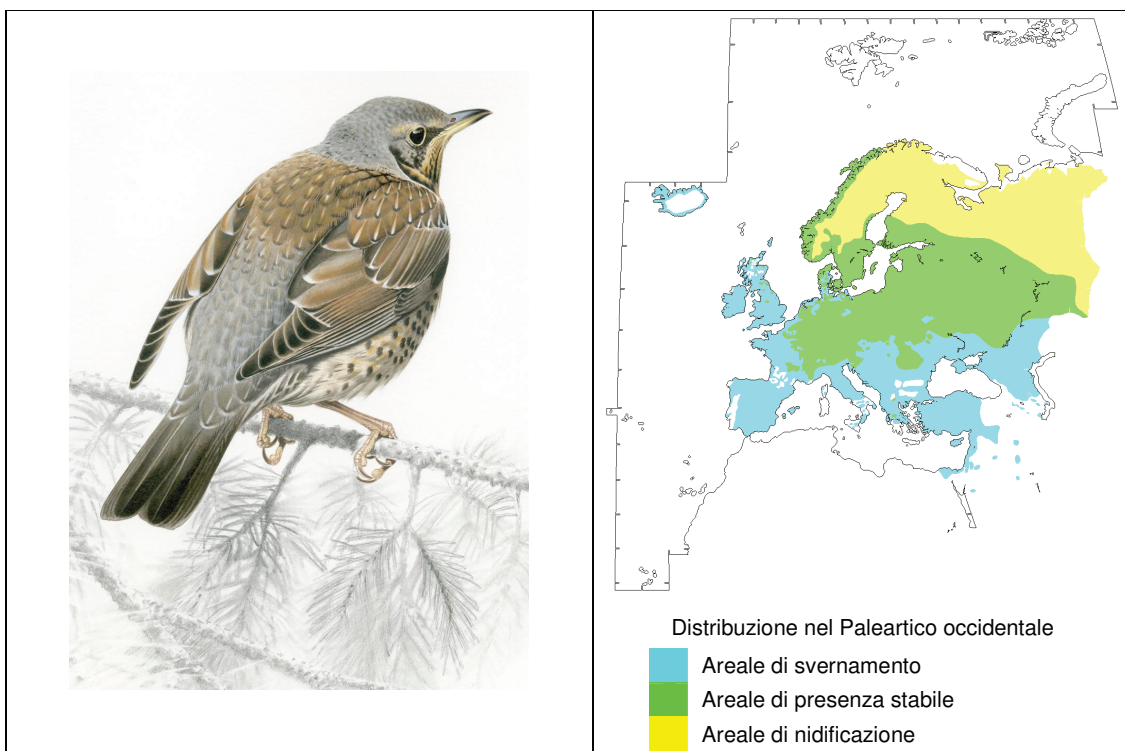 Distribuzione nel Paleartico occidentale
Areale di svernamento
Areale di presenza stabile
Areale di nidificazione